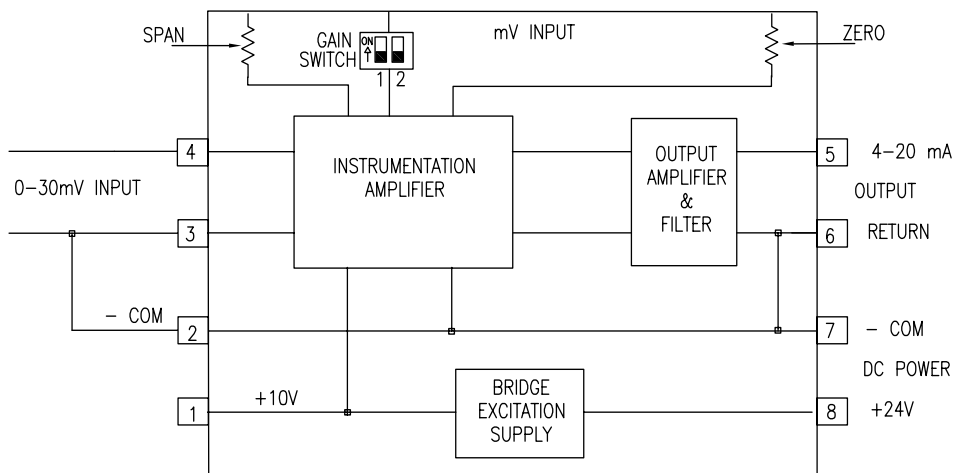 SPAN
GAIN
SWITCH
ON
1 2
mV INPUT
ZERO
4
INSTRUMENTATION
AMPLIFIER
OUTPUT
AMPLIFIER
&
FILTER
5 4-20 mA
0-30mV INPUT
OUTPUT
3
6 RETURN
- COM
2
7 - COM
DC POWER
1 +10V
BRIDGE
EXCITATION
SUPPLY
8 +24V